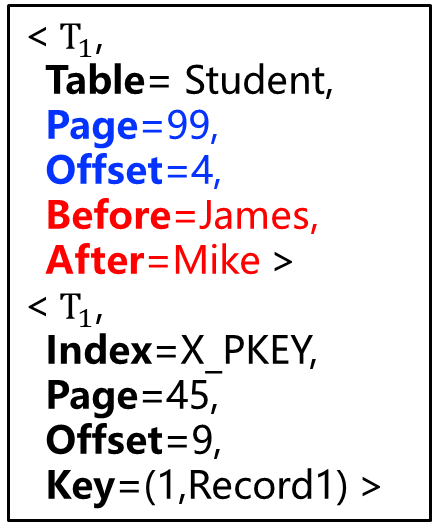 < T₁,
Table= Student,
Page=99,
Offset=4,
Before=James,
After=Mike >
< T₁,
Index=X_PKEY,
Page=45,
Offset=9,
Key=(1,Record1) >